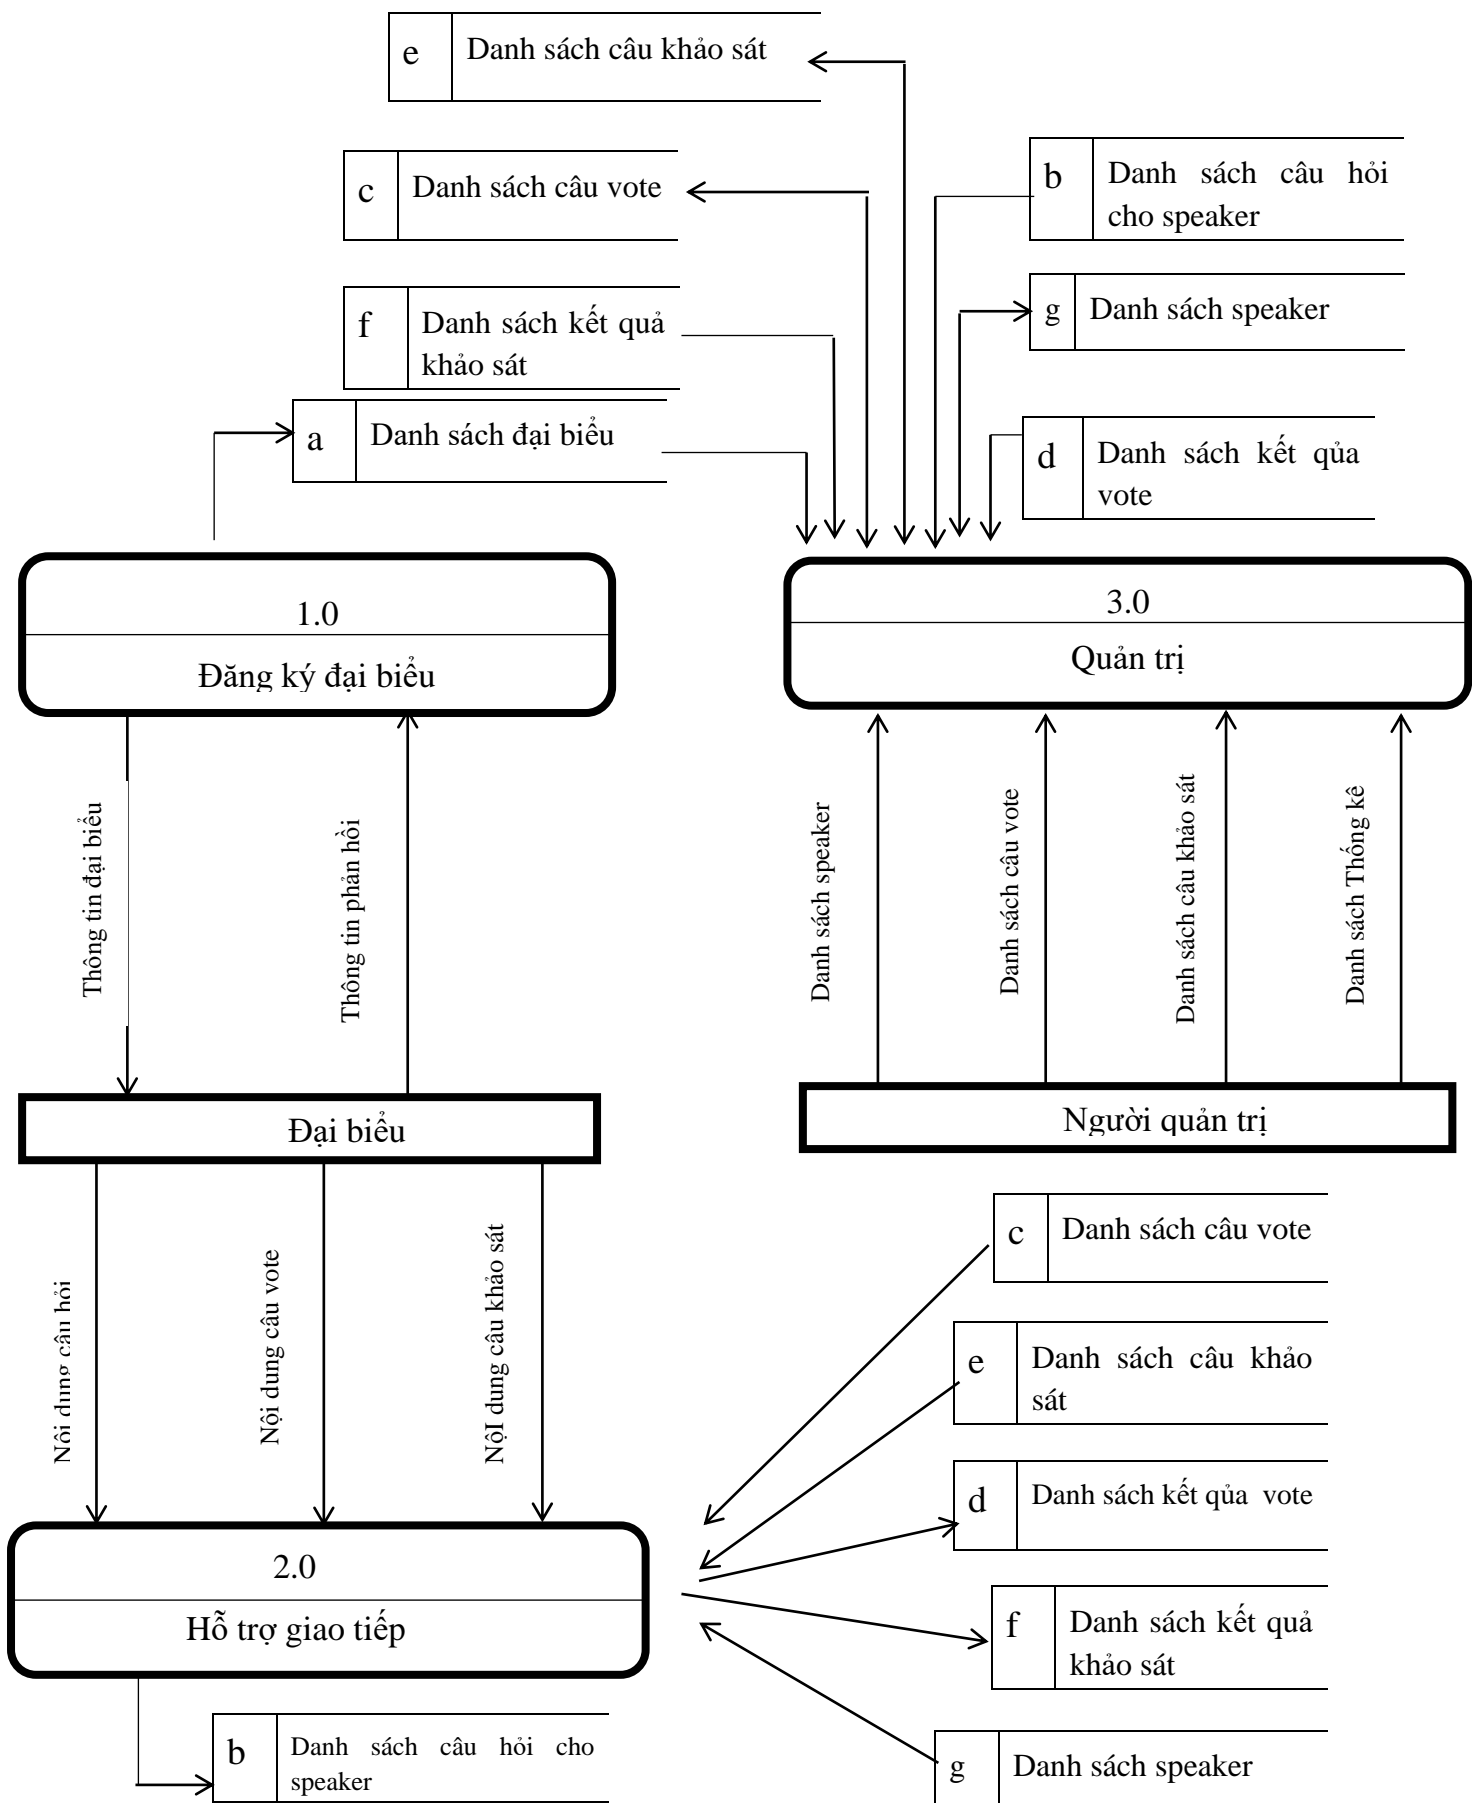 e
Danh sách câu khảo sát
c
Danh sách câu vote
b
Danh sách câu hỏi
cho speaker
f
Danh sách kết quả
khảo sát
g
Danh sách speaker
a
Danh sách đại biểu
d
Danh sách kết qủa
vote
1.0
Đăng ký đại biểu
3.0
Quản trị
Thông tin đại biểu
Thông tin phản hồi
Danh sách speaker
Danh sách câu vote
Danh sách câu khảo sát
Danh sách Thống kê
Đại biểu
Người quản trị
Nội dung câu hỏi
Nội dung câu vote
NộI dung câu khảo sát
c
Danh sách câu vote
e
Danh sách câu khảo
sát
d
Danh sách kết qủa vote
2.0
Hỗ trợ giao tiếp
f
Danh sách kết quả
khảo sát
b
Danh sách câu hỏi cho
speaker
g
Danh sách speaker